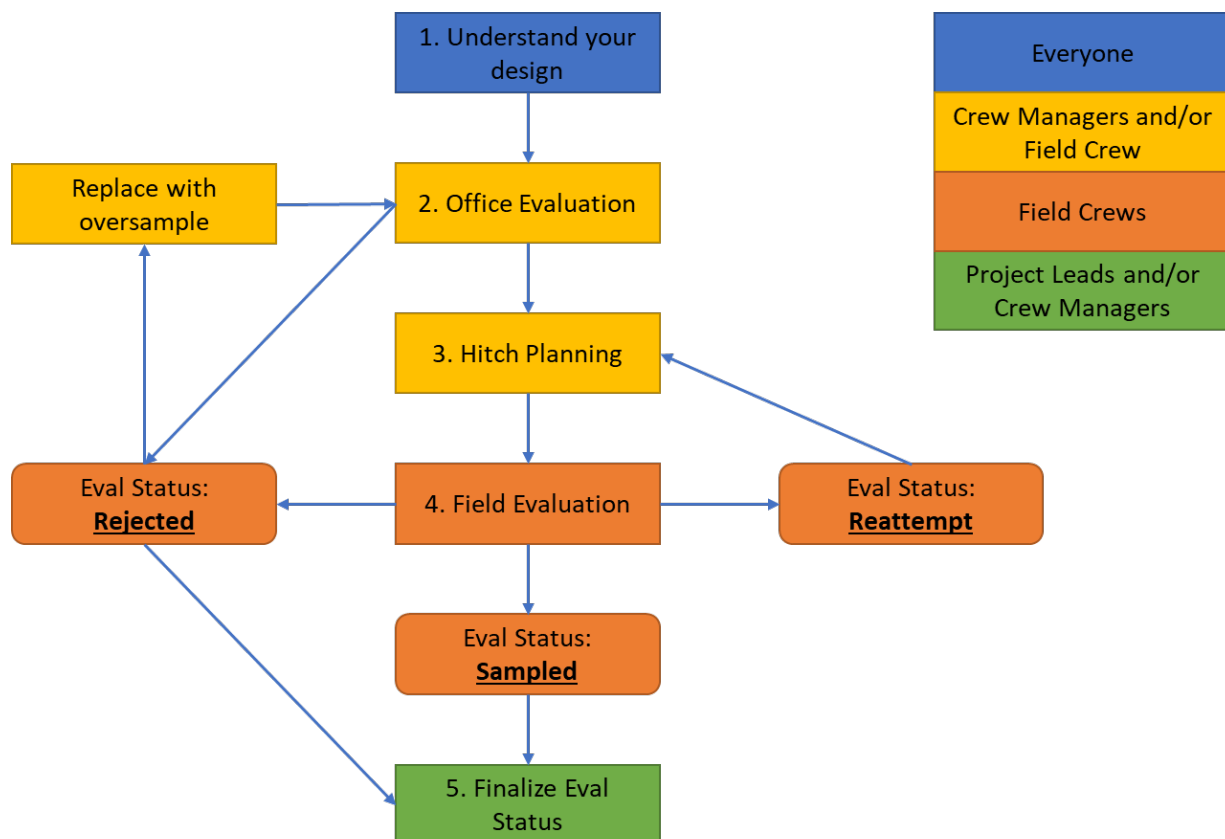 1. Understand your
design
Everyone
Crew Managers and/or
Field Crew
Replace with
oversample
2. Office Evaluation
Field Crews
Project Leads and/or
Crew Managers
3. Hitch Planning
Eval Status:
Rejected
4. Field Evaluation
Eval Status:
Reattempt
Eval Status:
Sampled
5. Finalize Eval
Status